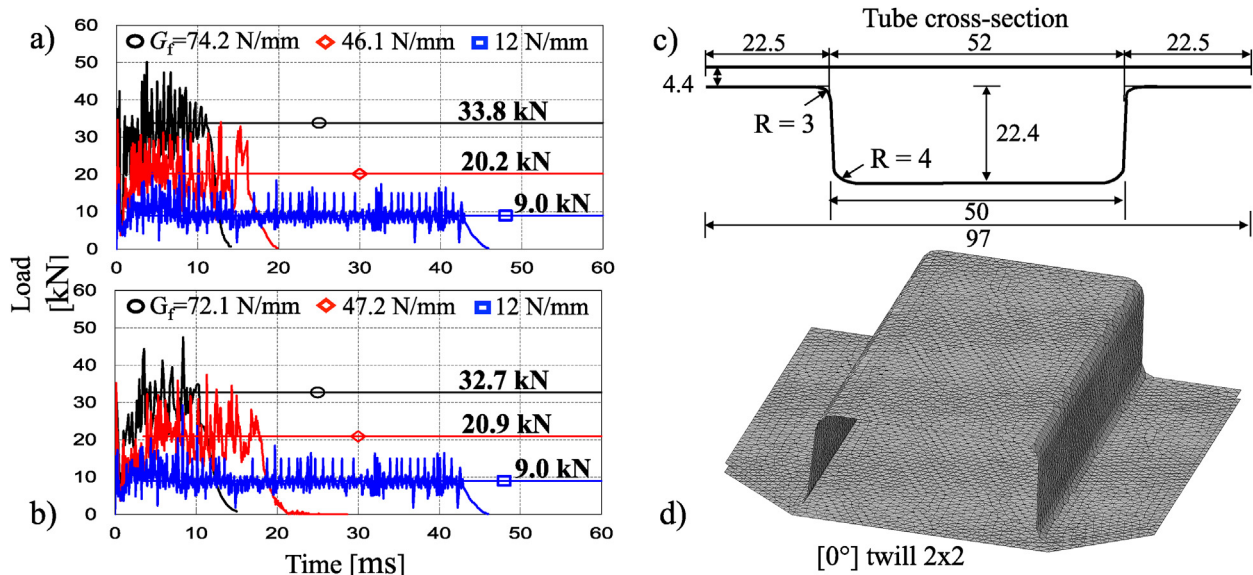 a)
60
50
40
30
20
10
0
G_f=74.2 N/mm 46.1 N/mm 12 N/mm
33.8 kN
20.2 kN
9.0 kN
0 10 20 30 40 50 60
Load
[kN]
b)
60
50
40
30
20
10
0
G_f=72.1 N/mm 47.2 N/mm 12 N/mm
32.7 kN
20.9 kN
9.0 kN
0 10 20 30 40 50 60
Time [ms]
c)
Tube cross-section
22.5 52 22.5
4.4
R = 3
22.4
R = 4
50
97
d)
[0°] twill 2x2